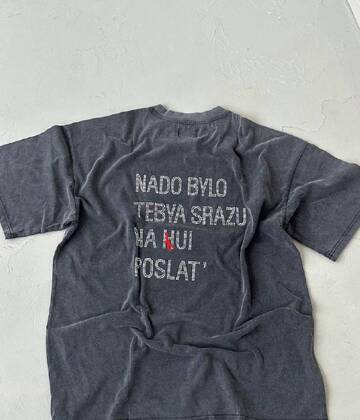 NADO BYLO
TEBYA SRAZU
NA HUI
POSLAT'